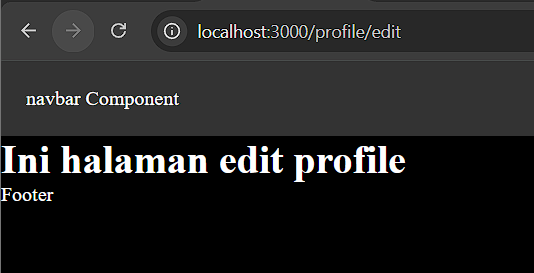 localhost:3000/profile/edit
navbar Component
Ini halaman edit profile
Footer